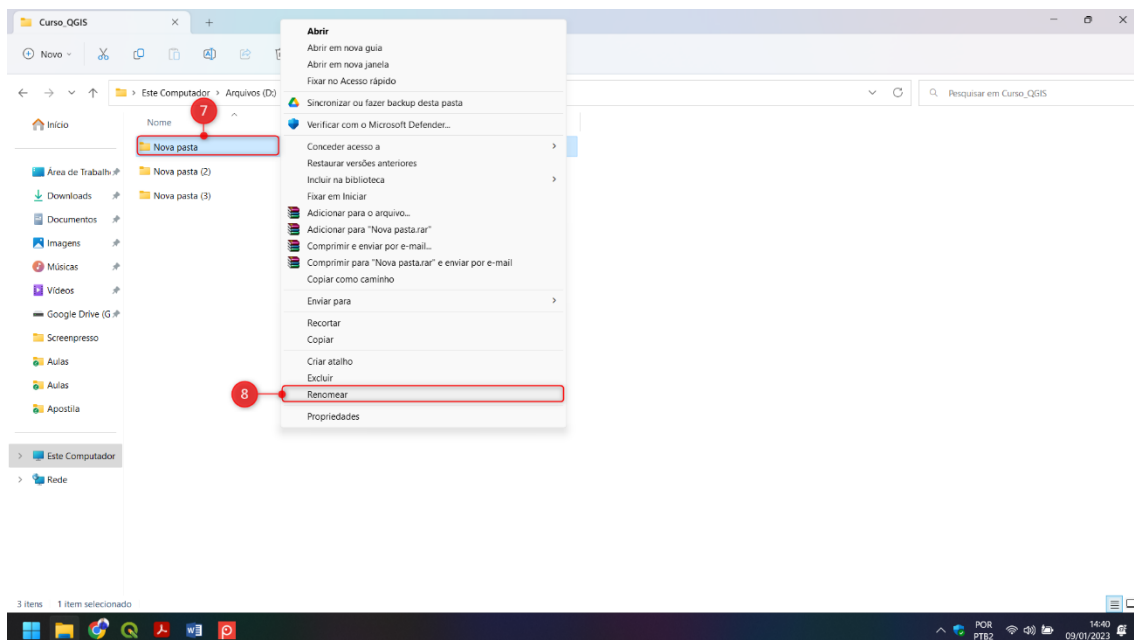 Curso_QGIS
Novo
Este Computador > Arquivos (D:)
Pesquisar em Curso_QGIS
7
Início
Área de Trabalh
Downloads
Documentos
Imagens
Músicas
Vídeos
Google Drive (G
Screenpresso
Aulas
Aulas
Apostila
Este Computador
Rede
Nome
Nova pasta
Nova pasta (2)
Nova pasta (3)
Abrir
Abrir em nova guia
Abrir em nova janela
Fixar no Acesso rápido
Sincronizar ou fazer backup desta pasta
Verificar com o Microsoft Defender...
Conceder acesso a
Restaurar versões anteriores
Incluir na biblioteca
Fixar em Iniciar
Adicionar para o arquivo...
Adicionar para "Nova pasta.rar"
Comprimir e enviar por e-mail...
Comprimir para "Nova pasta.rar" e enviar por e-mail
Copiar como caminho
Enviar para
Recortar
Copiar
Criar atalho
Excluir
8
Renomear
Propriedades
3 itens 1 item selecionado
POR
PTB2
14:40
09/01/2023